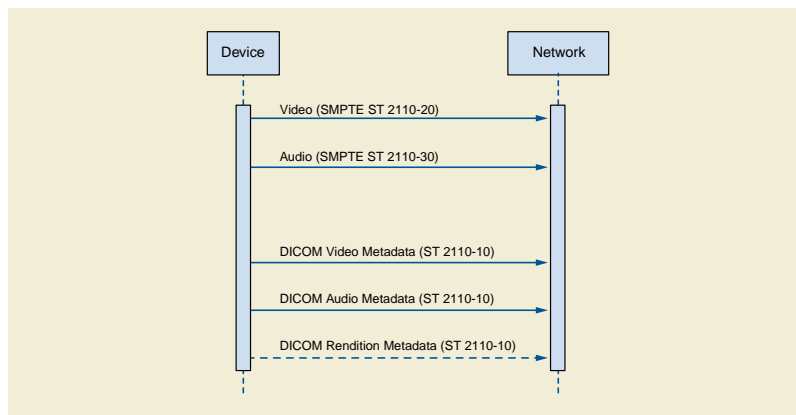 Device
Network
Video (SMPTE ST 2110-20)
Audio (SMPTE ST 2110-30)
DICOM Video Metadata (ST 2110-10)
DICOM Audio Metadata (ST 2110-10)
DICOM Rendition Metadata (ST 2110-10)